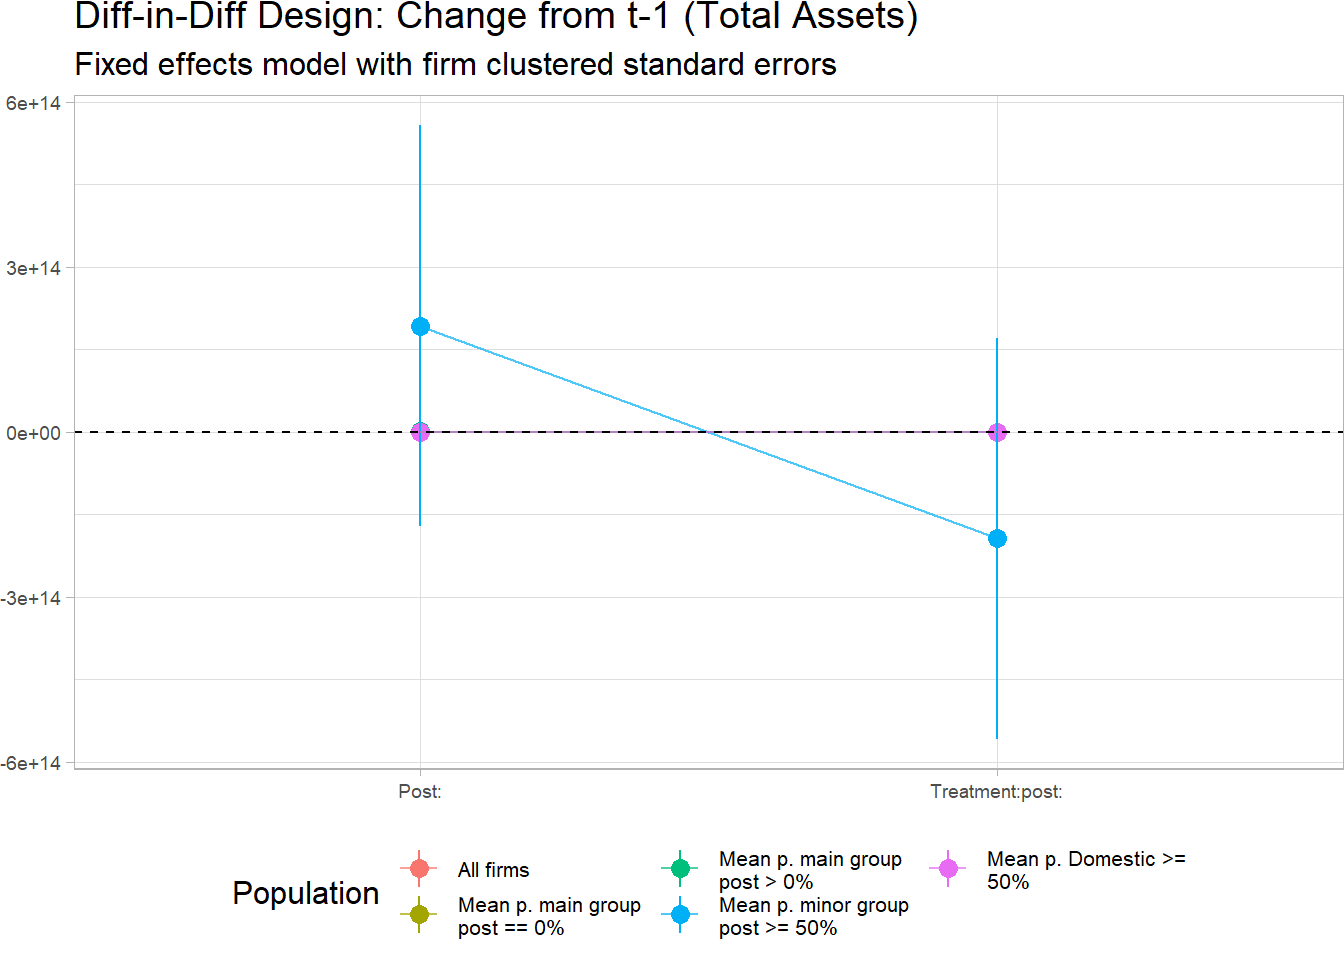 Diff-in-Diff Design: Change from t-1 (Total Assets)
Fixed effects model with firm clustered standard errors
6e+14
3e+14
0e+00
-3e+14
-6e+14
Post:
Treatment:post:
Population
All firms
Mean p. main group
post == 0%
Mean p. main group
post > 0%
Mean p. minor group
post >= 50%
Mean p. Domestic >=
50%